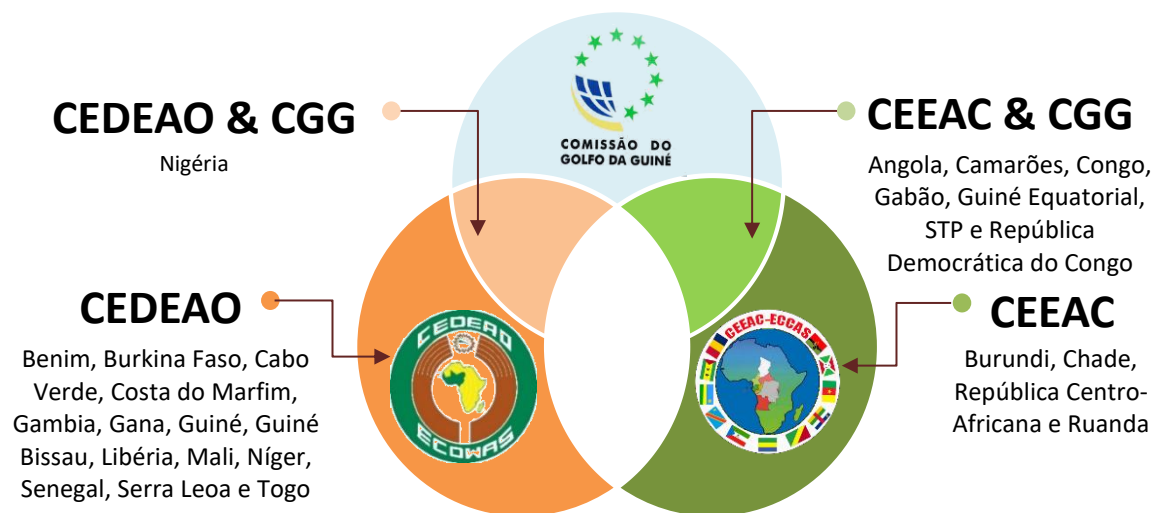 COMISSÃO DO
GOLFO DA GUINÉ
CEDEAO & CGG
Nigéria
CEEAC & CGG
Angola, Camarões, Congo,
Gabão, Guiné Equatorial,
STP e República
Democrática do Congo
CEDEAO
Benim, Burkina Faso, Cabo
Verde, Costa do Marfim,
Gambia, Gana, Guiné, Guiné
Bissau, Libéria, Mali, Níger,
Senegal, Serra Leoa e Togo
CEDEAO
ECOWAS
CEEAC-ECCAS
CEEAC
Burundi, Chade,
República Centro-
Africana e Ruanda